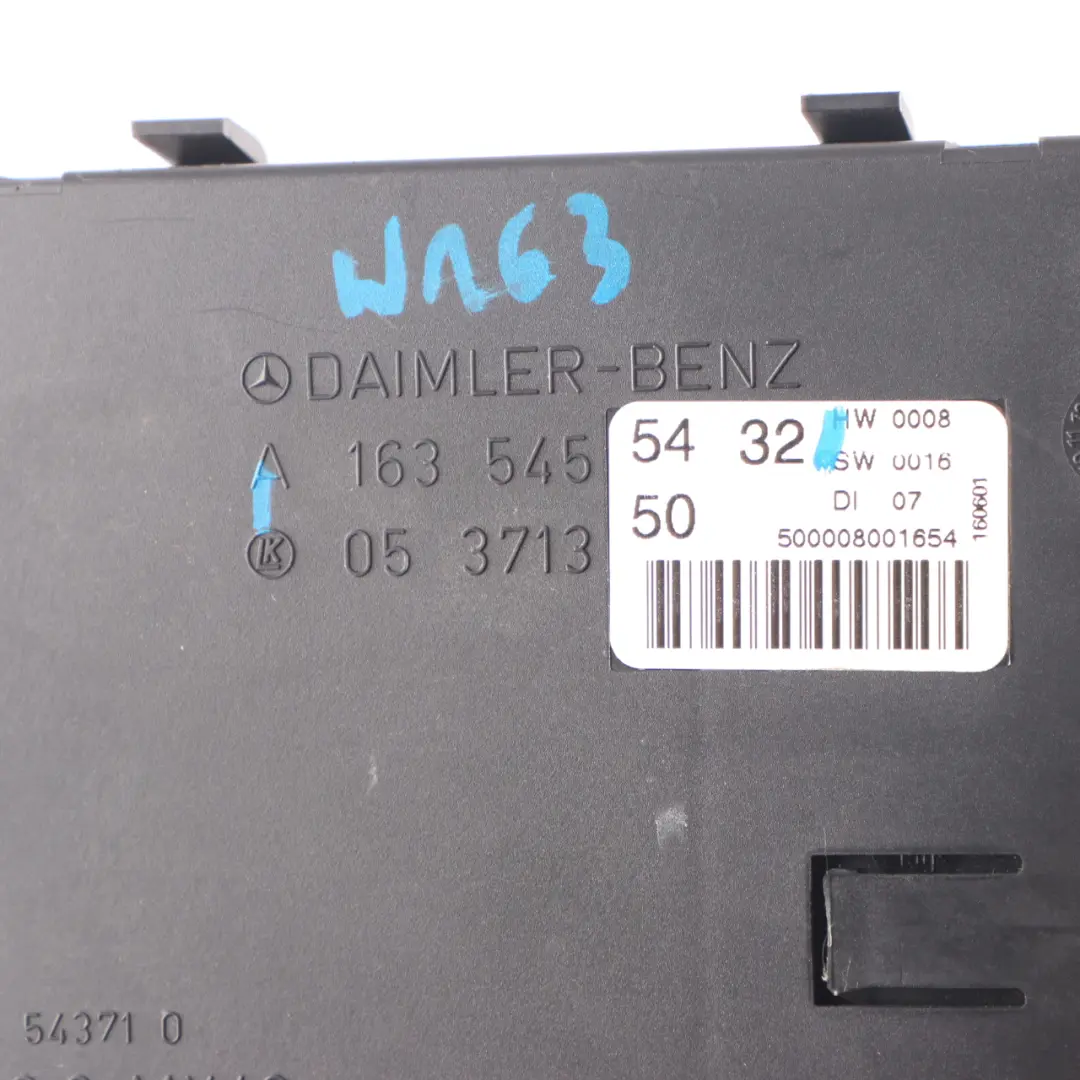 W163
DAIMLER-BENZ
A 163 545 54 32
LK 05 3713 50
HW 0008
SW 0016
DI 07
500008001654
160601
54371 0